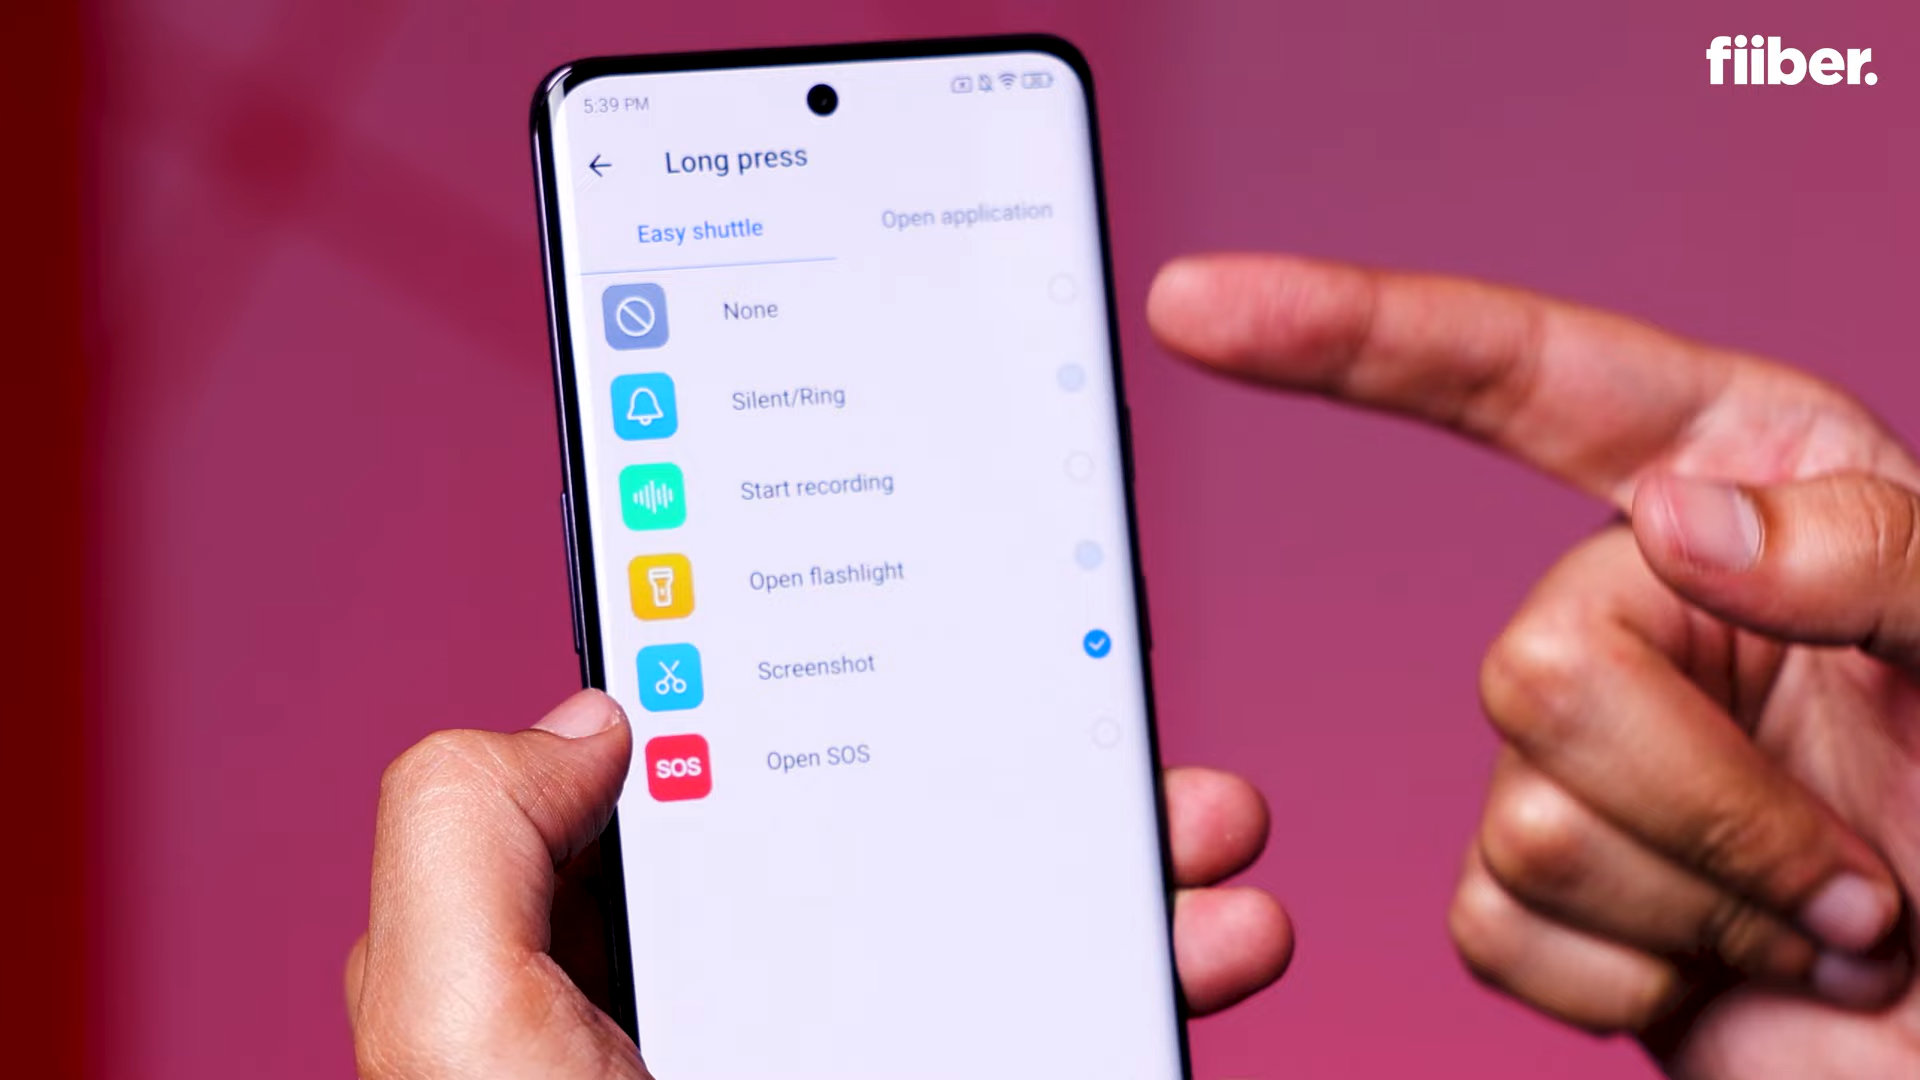 fiiber.
5:39 PM
Long press
Easy shuttle
Open application
None
Silent/Ring
Start recording
Open flashlight
Screenshot
SOS
Open SOS